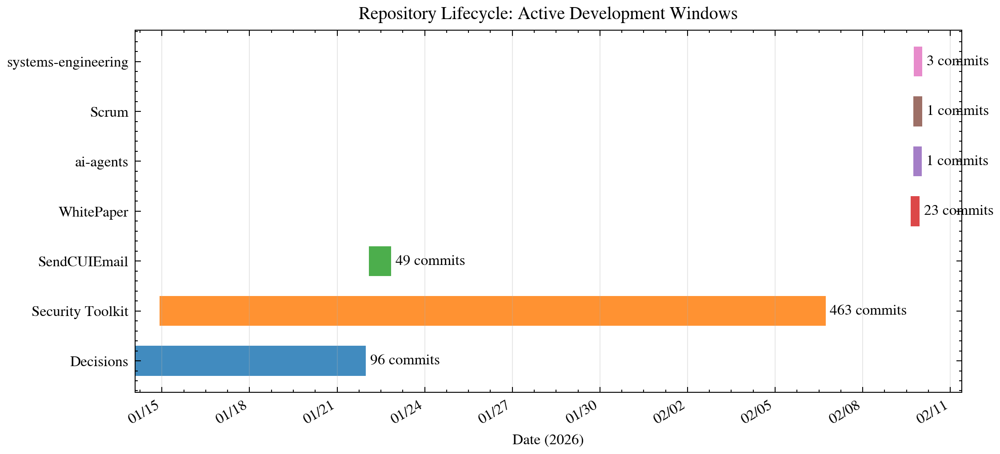 Repository Lifecycle: Active Development Windows
systems-engineering
3 commits
Scrum
1 commits
ai-agents
1 commits
WhitePaper
23 commits
SendCUIEmail
49 commits
Security Toolkit
463 commits
Decisions
96 commits
01/15
01/18
01/21
01/24
01/27
01/30
02/02
02/05
02/08
02/11
Date (2026)